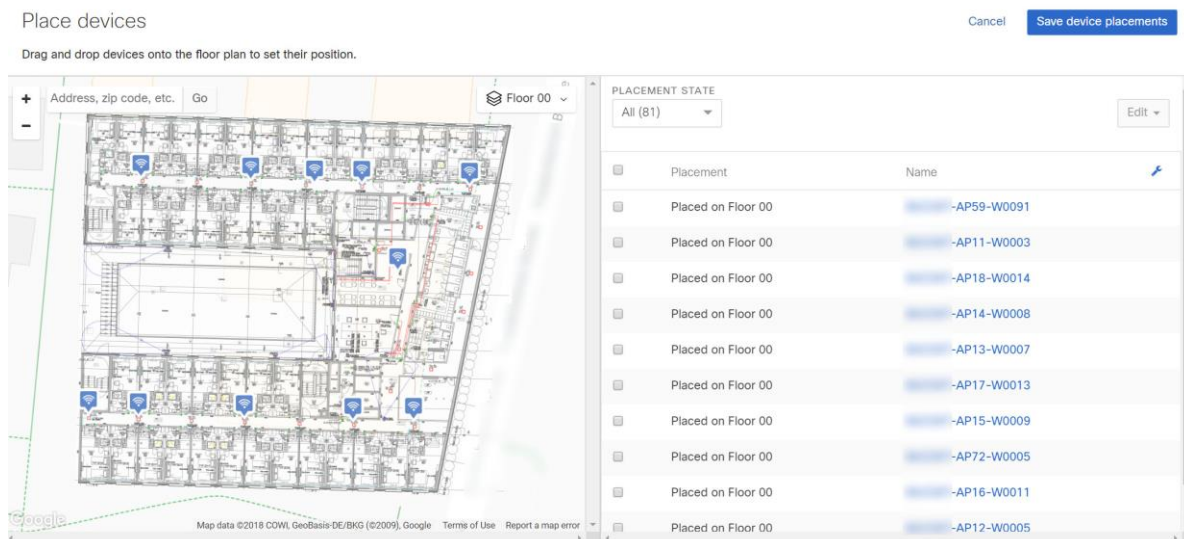 Place devices
Cancel
Save device placements
Drag and drop devices onto the floor plan to set their position.
+
Address, zip code, etc.
Go
Floor 00
−
PLACEMENT STATE
All (81)
Edit
Placement
Name
Placed on Floor 00
-AP59-W0091
Placed on Floor 00
-AP11-W0003
Placed on Floor 00
-AP18-W0014
Placed on Floor 00
-AP14-W0008
Placed on Floor 00
-AP13-W0007
Placed on Floor 00
-AP17-W0013
Placed on Floor 00
-AP15-W0009
Placed on Floor 00
-AP72-W0005
Placed on Floor 00
-AP16-W0011
Placed on Floor 00
-AP12-W0005
Google
Map data ©2018 COWI, GeoBasis-DE/BKG (©2009), Google
Terms of Use
Report a map error